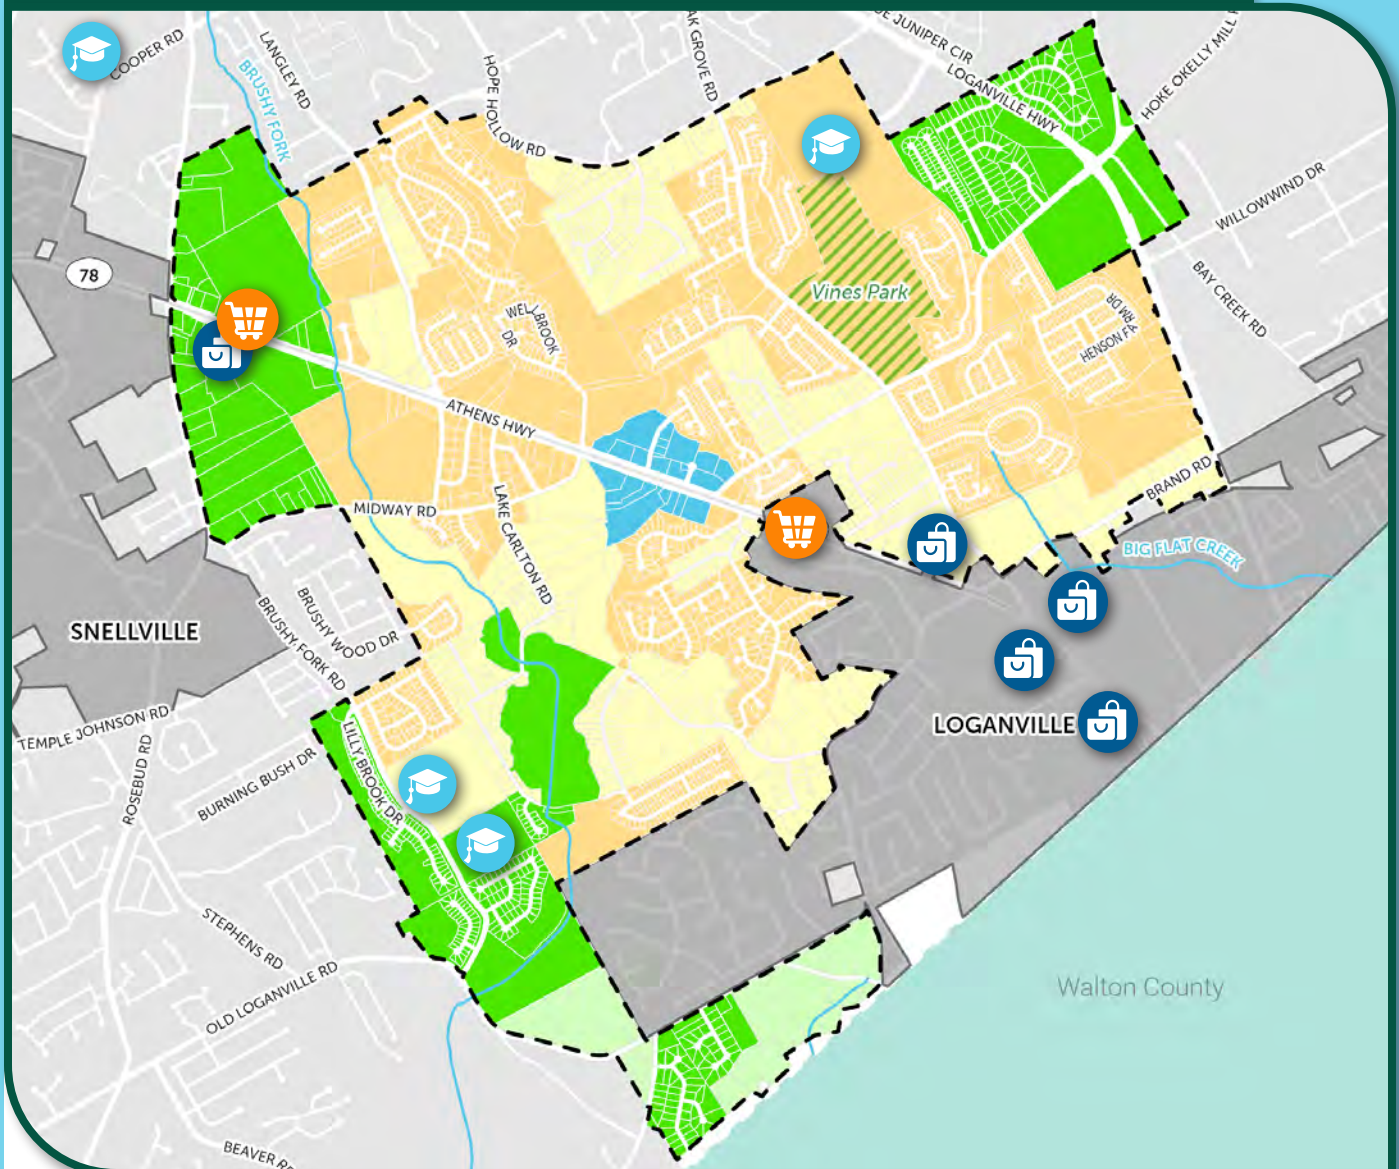 COOPER RD
LANGLEY RD
BRUSHY FORK
HOPE HOLLOW RD
AK GROVE RD
E JUNIPER CIR
LOGANVILLE HWY
HOKE OKELLY MILL
WILLOWWIND DR
BAY CREEK RD
78
Vines Park
WELLBROOK
DR
RM DR
HENSON FA
ATHENS HWY
MIDWAY RD
LAKE CARLTON RD
BRAND RD
BIG FLAT CREEK
SNELLVILLE
BRUSHY WOOD DR
BRUSHY FORK RD
TEMPLE JOHNSON RD
ROSEBUD RD
BURNING BUSH DR
LILLY BROOK DR
LOGANVILLE
STEPHENS RD
OLD LOGANVILLE RD
Walton County
BEAVER R